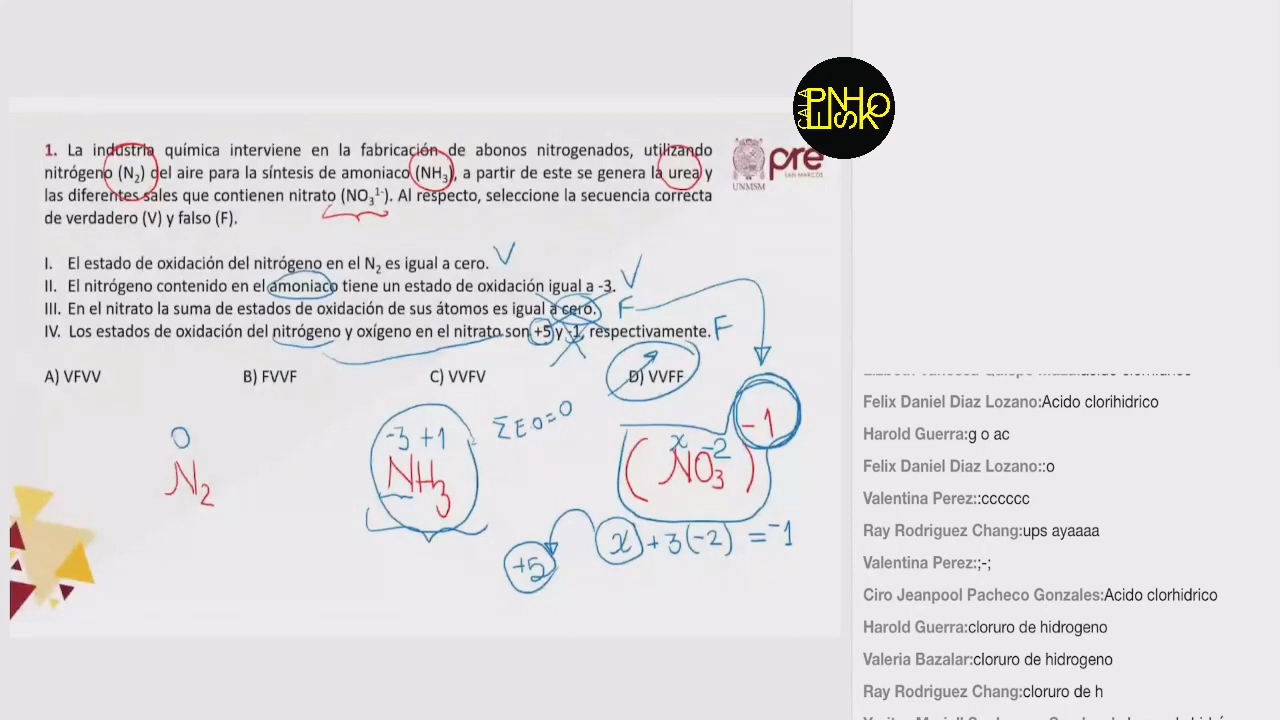 CALA
PENHO
ESK
1. La industria química interviene en la fabricación de abonos nitrogenados, utilizando
nitrógeno (N₂) del aire para la síntesis de amoniaco (NH₃), a partir de este se genera la urea y
las diferentes sales que contienen nitrato (NO₃¹⁻). Al respecto, seleccione la secuencia correcta
de verdadero (V) y falso (F).
pre
SAN MARCOS
UNMSM
I. El estado de oxidación del nitrógeno en el N₂ es igual a cero. V
II. El nitrógeno contenido en el amoniaco tiene un estado de oxidación igual a -3. V
III. En el nitrato la suma de estados de oxidación de sus átomos es igual a cero. F
IV. Los estados de oxidación del nitrógeno y oxígeno en el nitrato son +5 y -1, respectivamente. F
A) VFVV B) FVVF C) VVFV D) VVFF
0
N₂
-3 +1
NH₃
ΣE.O=0
x -2 -1
(NO₃)
+5 x + 3(-2) = -1
Felix Daniel Diaz Lozano:Acido clorihidrico
Harold Guerra:g o ac
Felix Daniel Diaz Lozano::o
Valentina Perez::cccccc
Ray Rodriguez Chang:ups ayaaaa
Valentina Perez:;-;
Ciro Jeanpool Pacheco Gonzales:Acido clorhidrico
Harold Guerra:cloruro de hidrogeno
Valeria Bazalar:cloruro de hidrogeno
Ray Rodriguez Chang:cloruro de h